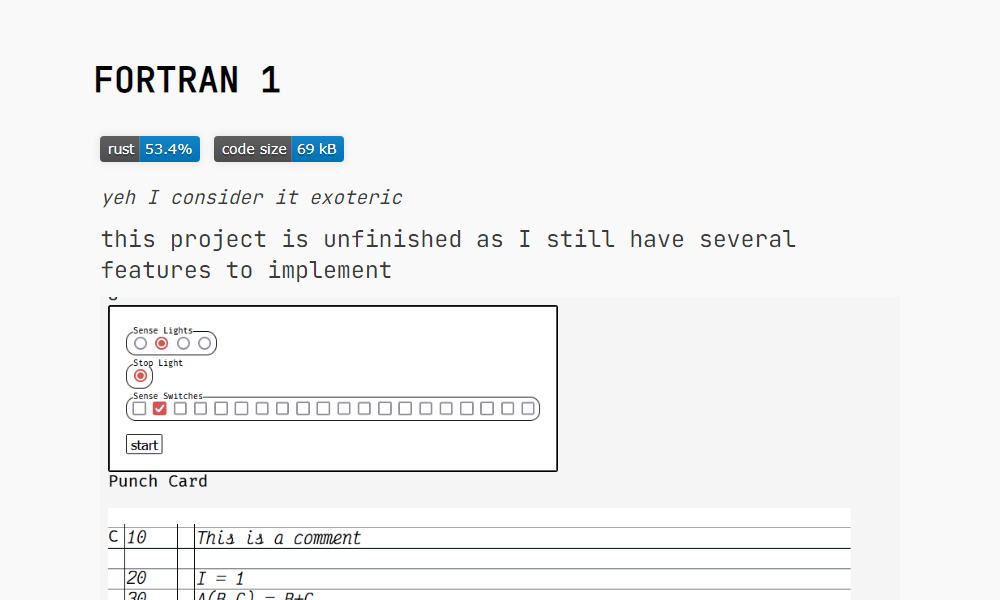 FORTRAN 1
rust 53.4% code size 69 kB
yeh I consider it exoteric
this project is unfinished as I still have several
features to implement
Sense Lights
Stop Light
Sense Switches
start
Punch Card
C 10 This is a comment
20 I = 1
30 A(B,C) = B+C